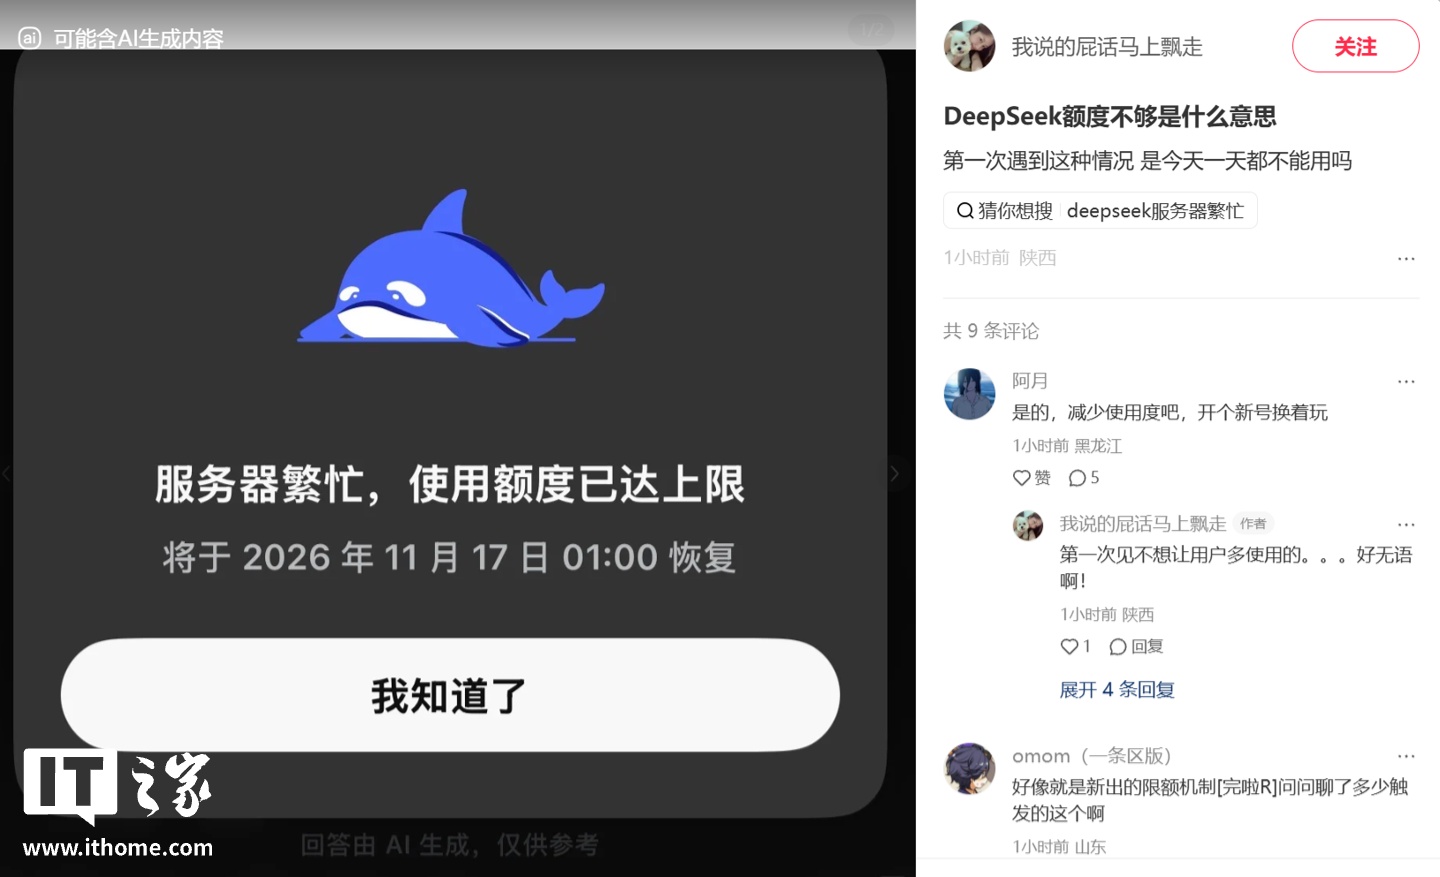 可能含AI生成内容
1/2
服务器繁忙，使用额度已达上限
将于 2026 年 11 月 17 日 01:00 恢复
我知道了
回答由 AI 生成，仅供参考
IT之家
www.ithome.com
我说的屁话马上飘走
关注
DeepSeek额度不够是什么意思
第一次遇到这种情况 是今天一天都不能用吗
猜你想搜 deepseek服务器繁忙
1小时前 陕西
共 9 条评论
阿月
是的，减少使用度吧，开个新号换着玩
1小时前 黑龙江
赞 5
我说的屁话马上飘走 作者
第一次见不想让用户多使用的。。。好无语
啊！
1小时前 陕西
1 回复
展开 4 条回复
omom（一条区版）
好像就是新出的限额机制[完啦R]问问聊了多少触
发的这个啊
1小时前 山东